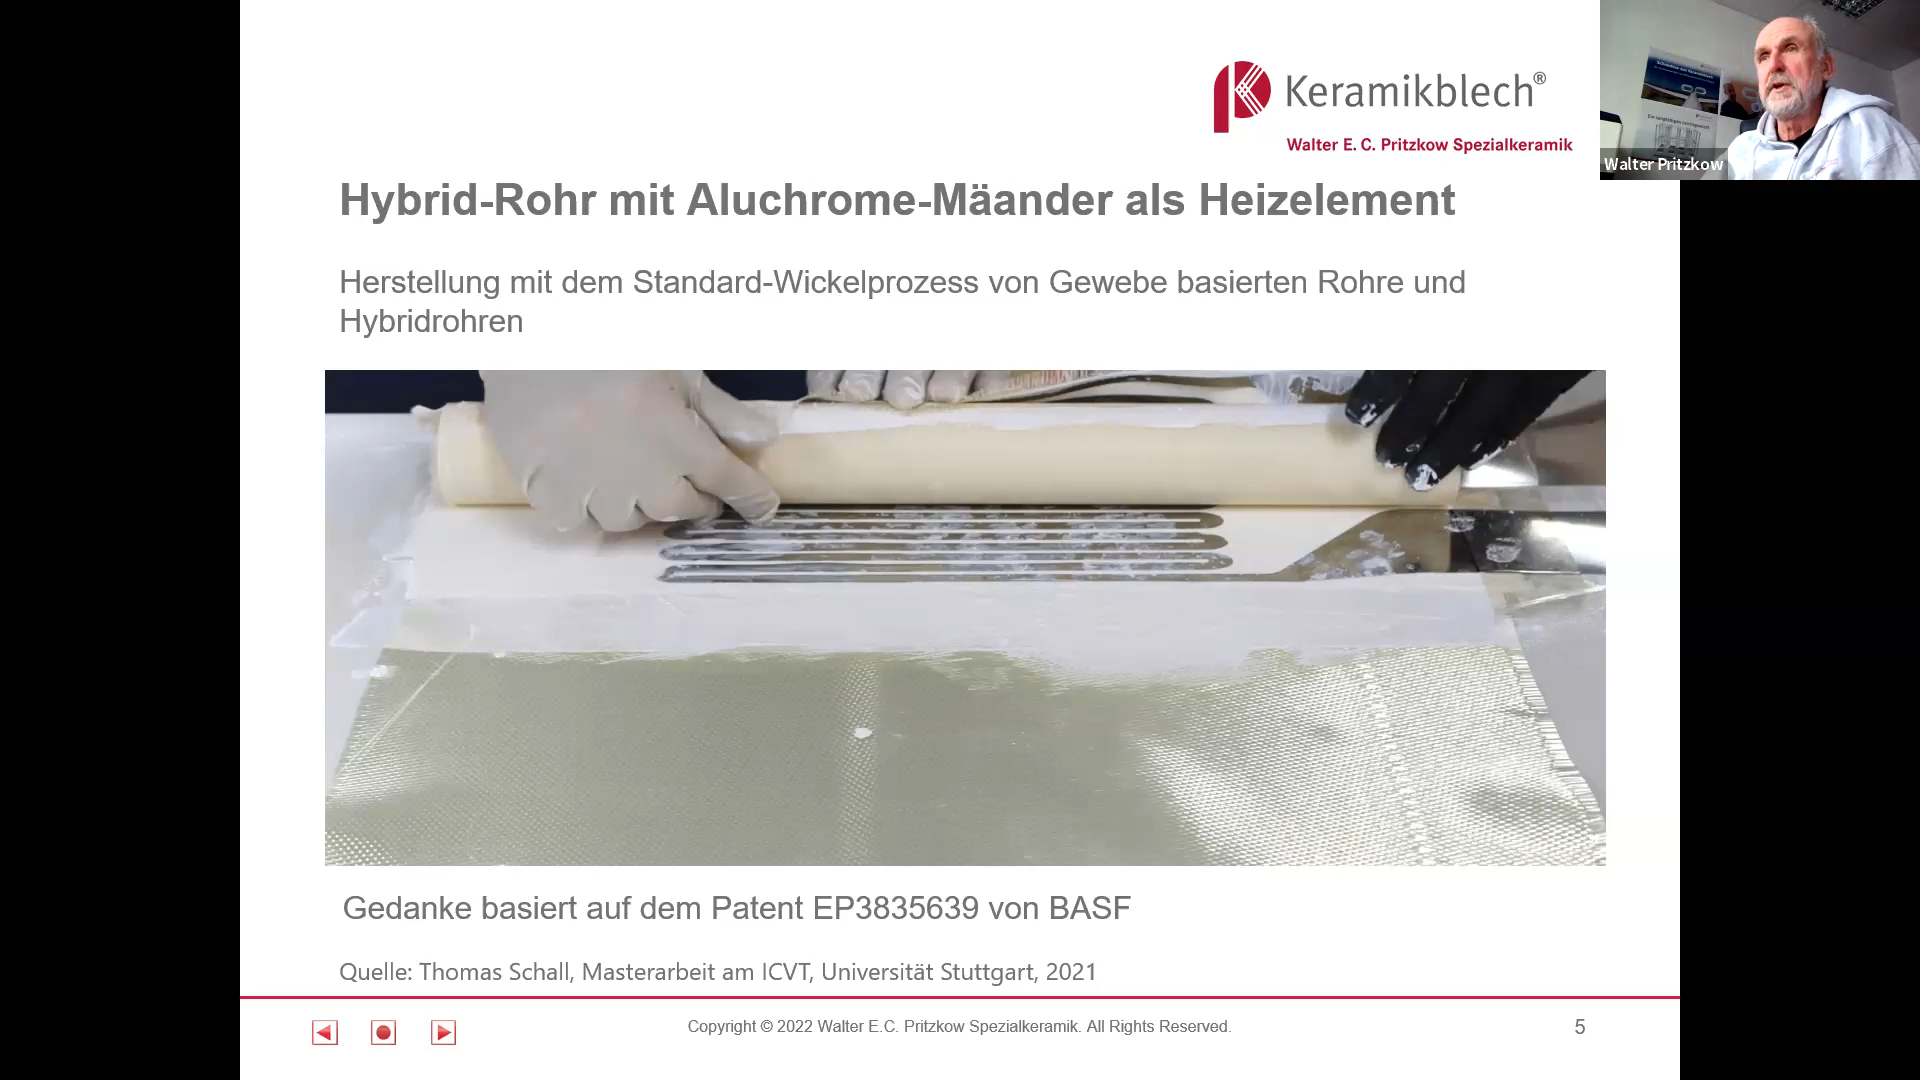 Keramikblech®
Walter E. C. Pritzkow Spezialkeramik
Walter Pritzkow
Hybrid-Rohr mit Aluchrome-Mäander als Heizelement
Herstellung mit dem Standard-Wickelprozess von Gewebe basierten Rohre und
Hybridrohren
Gedanke basiert auf dem Patent EP3835639 von BASF
Quelle: Thomas Schall, Masterarbeit am ICVT, Universität Stuttgart, 2021
Copyright © 2022 Walter E.C. Pritzkow Spezialkeramik. All Rights Reserved.
5